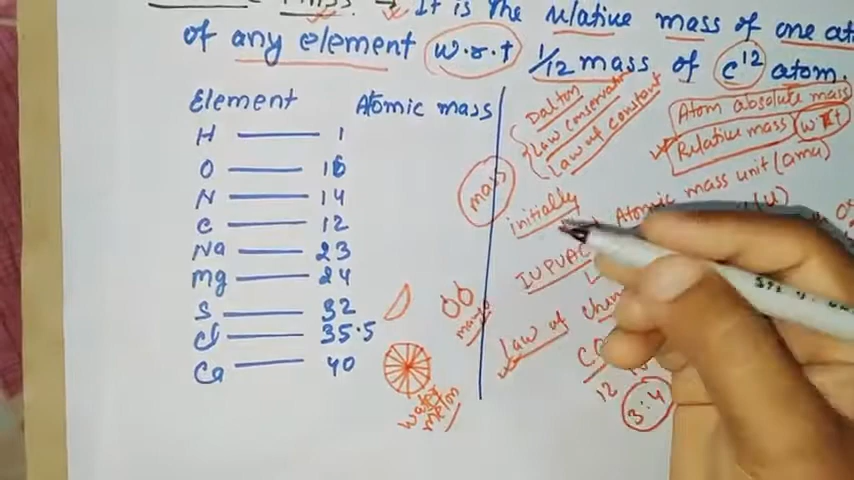 mass. → It is the relative mass of one
of any element w.r.t 1/12 mass of C12 atom.
Element Atomic mass
H 1
O 16
N 14
C 12
Na 23
Mg 24
S 32
Cl 35.5
Ca 40
water melon
mango
mass
Dalton
Law conservation
Law of constant
Atom absolute mass
Relative mass w.r.t
initially Atomic mass unit (amu)
(u)
IUPVAC
Law of
12
3:4